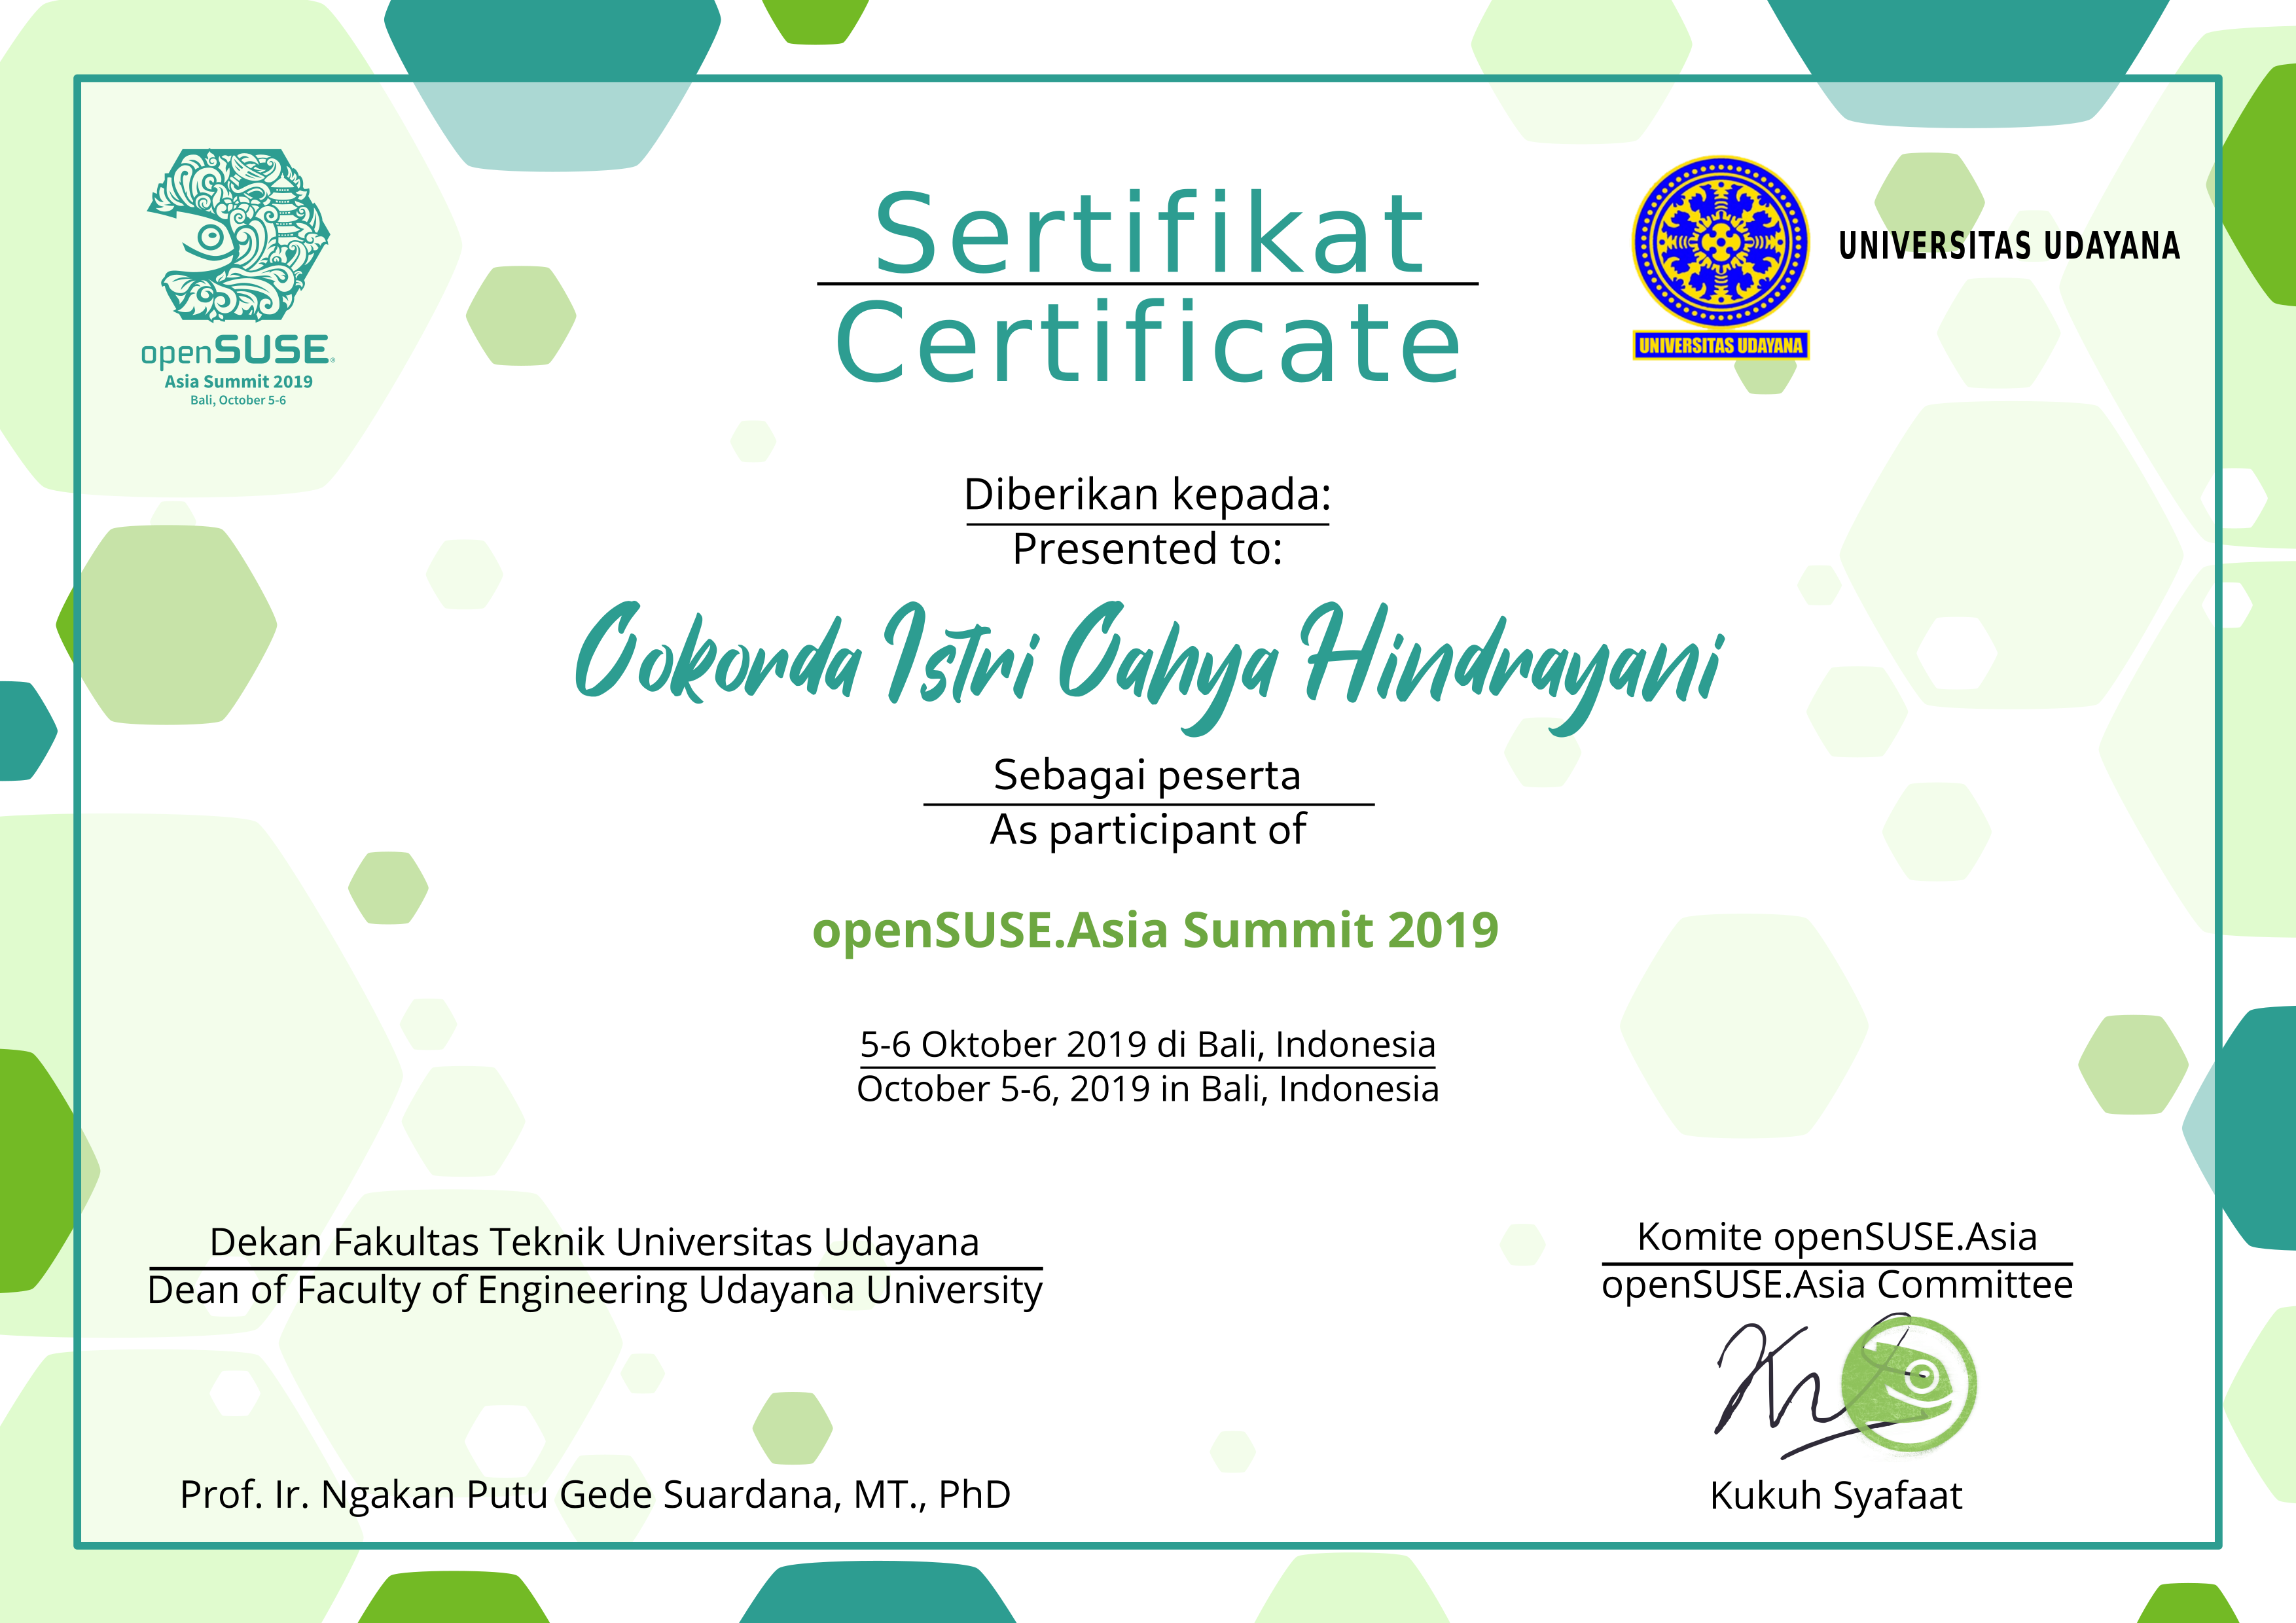 openSUSE
Asia Summit 2019
Bali, October 5-6
Sertifikat
Certificate
UNIVERSITAS UDAYANA
UNIVERSITAS UDAYANA
Diberikan kepada:
Presented to:
Cokorda Istri Cahya Hindrayani
Sebagai peserta
As participant of
openSUSE.Asia Summit 2019
5-6 Oktober 2019 di Bali, Indonesia
October 5-6, 2019 in Bali, Indonesia
Dekan Fakultas Teknik Universitas Udayana
Dean of Faculty of Engineering Udayana University
Prof. Ir. Ngakan Putu Gede Suardana, MT., PhD
Komite openSUSE.Asia
openSUSE.Asia Committee
Kukuh Syafaat